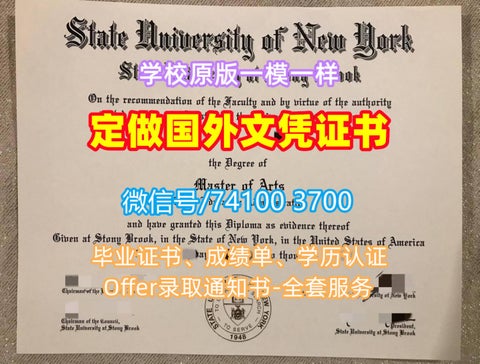 State University of New York
学校原版一模一样
On the recommendation of the Faculty and by virtue of the authority
定做国外文凭证书
the Degree of
Master of Arts
微信号/74100 3700
and have granted this Diploma as evidence thereof
Given at Stony Brook, in the State of New York, in the United States of America
毕业证书、成绩单、学历认证
Offer录取通知书-全套服务
Chairman of the Council,
State University at Stony Brook
President,
State University at Stony Brook
1948